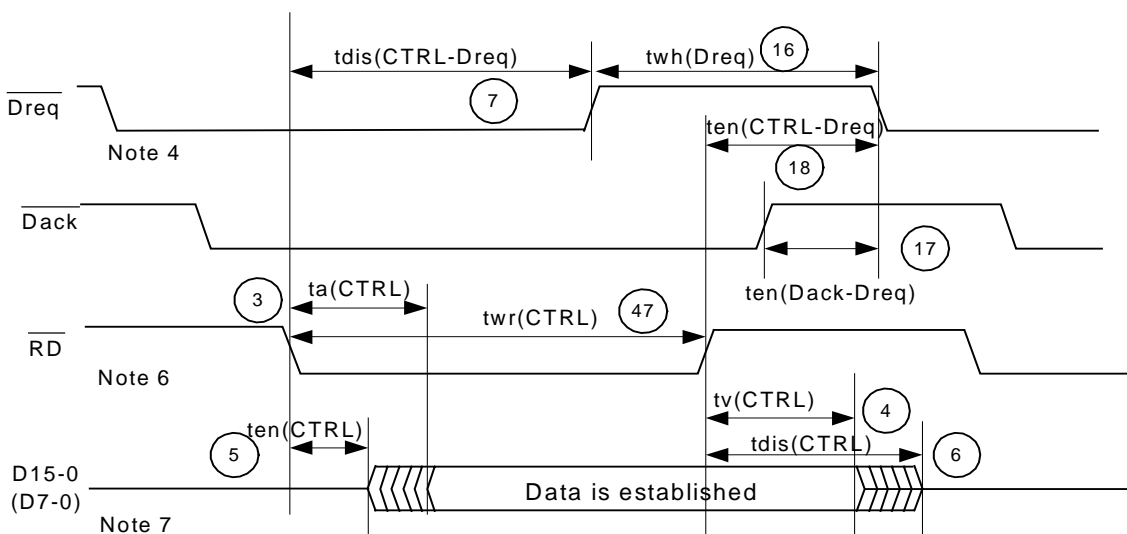 tdis(CTRL-Dreq)
twh(Dreq)
16
Dreq
7
ten(CTRL-Dreq)
Note 4
18
Dack
17
ten(Dack-Dreq)
3
ta(CTRL)
twr(CTRL)
47
RD
Note 6
tv(CTRL)
4
ten(CTRL)
5
tdis(CTRL)
6
D15-0
(D7-0)
Data is established
Note 7